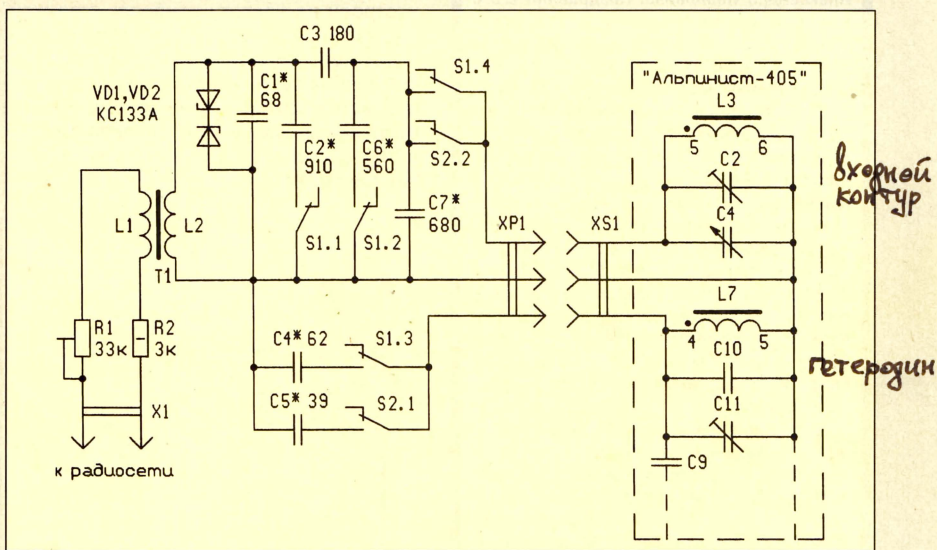 C3 180
VD1,VD2
КС133А
C1*
68
S1.4
C2*
910
C6*
560
S2.2
C7*
680
S1.1
S1.2
L1
L2
T1
R1
33к
R2
3к
X1
к радиосети
C4* 62
S1.3
C5* 39
S2.1
XP1
XS1
"Альпинист-405"
L3
5
6
C2
C4
L7
4
5
C10
C11
C9
входной
контур
гетеродин